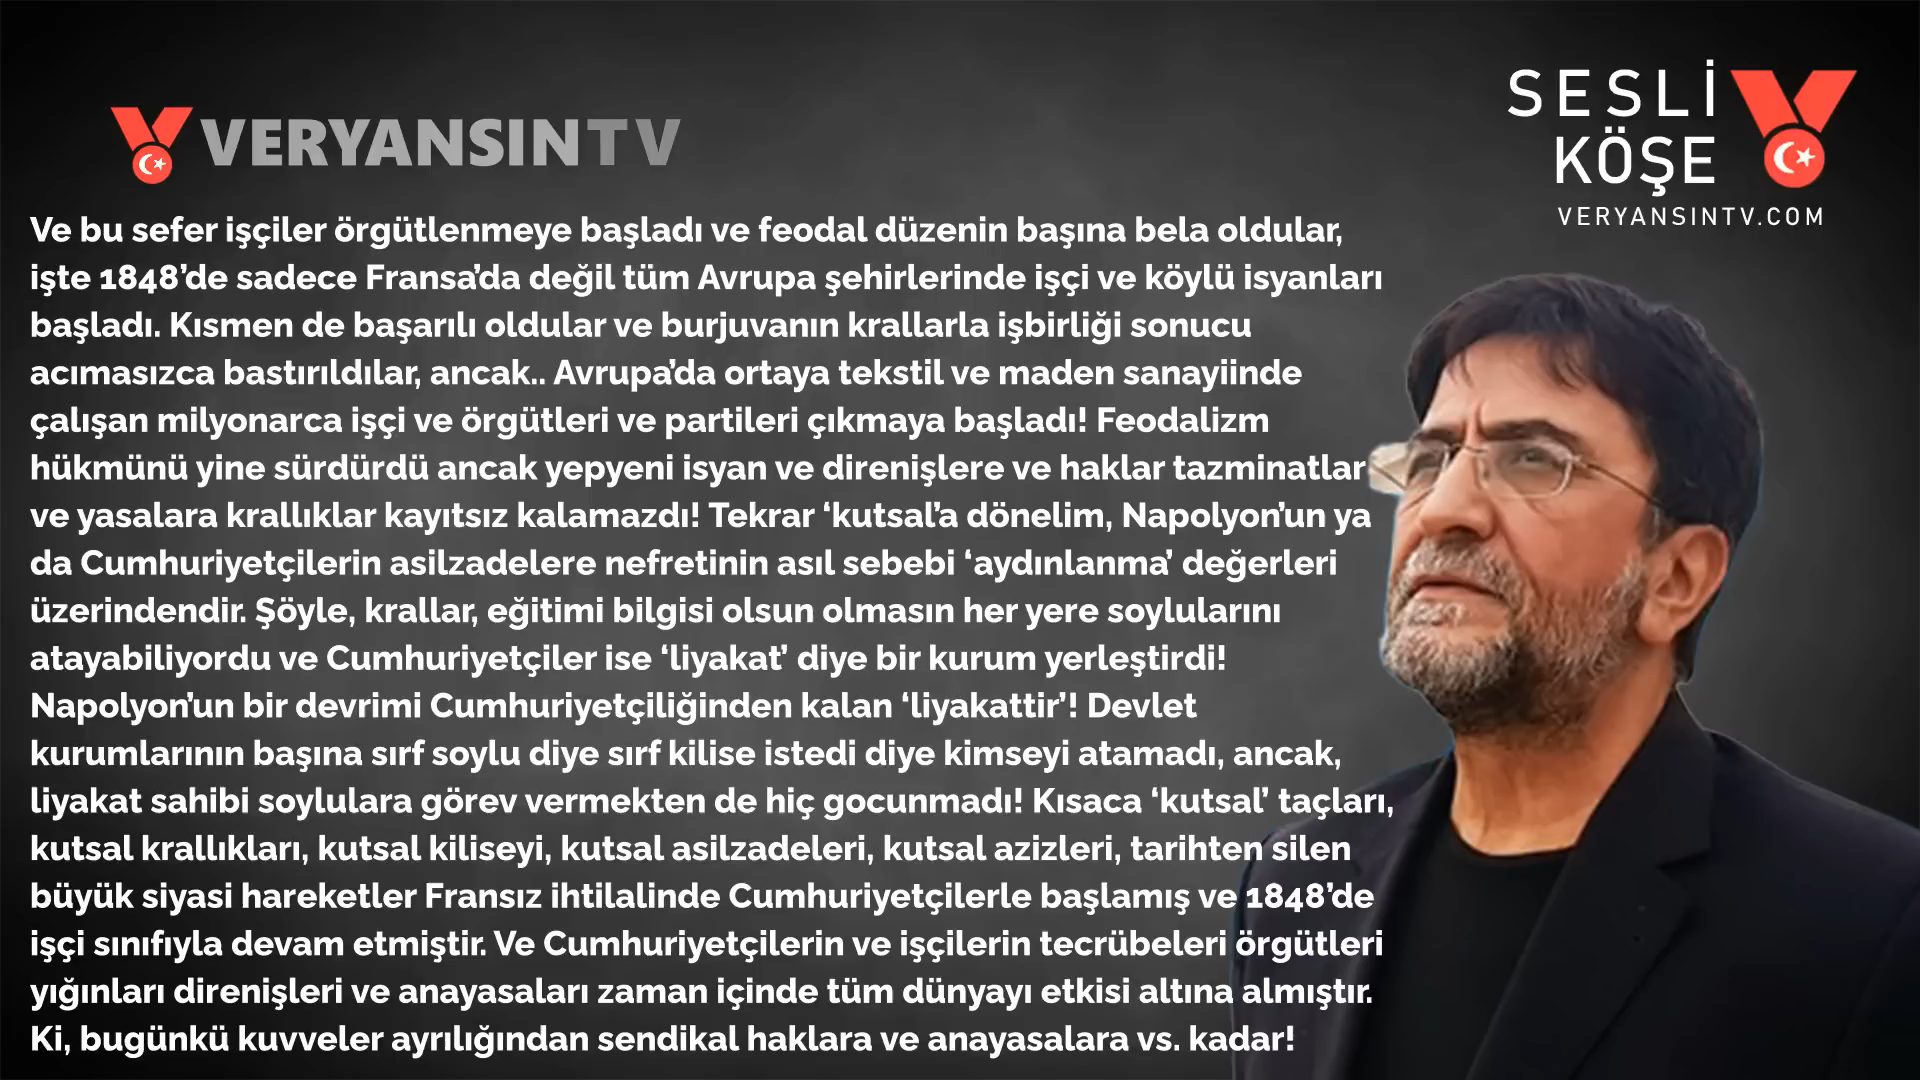 VERYANSINTV
SESLİ
KÖŞE
VERYANSINTV.COM
Ve bu sefer işçiler örgütlenmeye başladı ve feodal düzenin başına bela oldular,
işte 1848’de sadece Fransa’da değil tüm Avrupa şehirlerinde işçi ve köylü isyanları
başladı. Kısmen de başarılı oldular ve burjuvanın krallarla işbirliği sonucu
acımasızca bastırıldılar, ancak.. Avrupa’da ortaya tekstil ve maden sanayiinde
çalışan milyonarca işçi ve örgütleri ve partileri çıkmaya başladı! Feodalizm
hükmünü yine sürdürdü ancak yepyeni isyan ve direnişlere ve haklar tazminatlar
ve yasalara krallıklar kayıtsız kalamazdı! Tekrar ‘kutsal’a dönelim, Napolyon’un ya
da Cumhuriyetçilerin asilzadelere nefretinin asıl sebebi ‘aydınlanma’ değerleri
üzerindendir. Şöyle, krallar, eğitimi bilgisi olsun olmasın her yere soylularını
atayabiliyordu ve Cumhuriyetçiler ise ‘liyakat’ diye bir kurum yerleştirdi!
Napolyon’un bir devrimi Cumhuriyetçiliğinden kalan ‘liyakattir’! Devlet
kurumlarının başına sırf soylu diye sırf kilise istedi diye kimseyi atamadı, ancak,
liyakat sahibi soylulara görev vermekten de hiç gocunmadı! Kısaca ‘kutsal’ taçları,
kutsal krallıkları, kutsal kiliseyi, kutsal asilzadeleri, kutsal azizleri, tarihten silen
büyük siyasi hareketler Fransız ihtilalinde Cumhuriyetçilerle başlamış ve 1848’de
işçi sınıfıyla devam etmiştir. Ve Cumhuriyetçilerin ve işçilerin tecrübeleri örgütleri
yığınları direnişleri ve anayasaları zaman içinde tüm dünyayı etkisi altına almıştır.
Ki, bugünkü kuvveler ayrılığından sendikal haklara ve anayasalara vs. kadar!